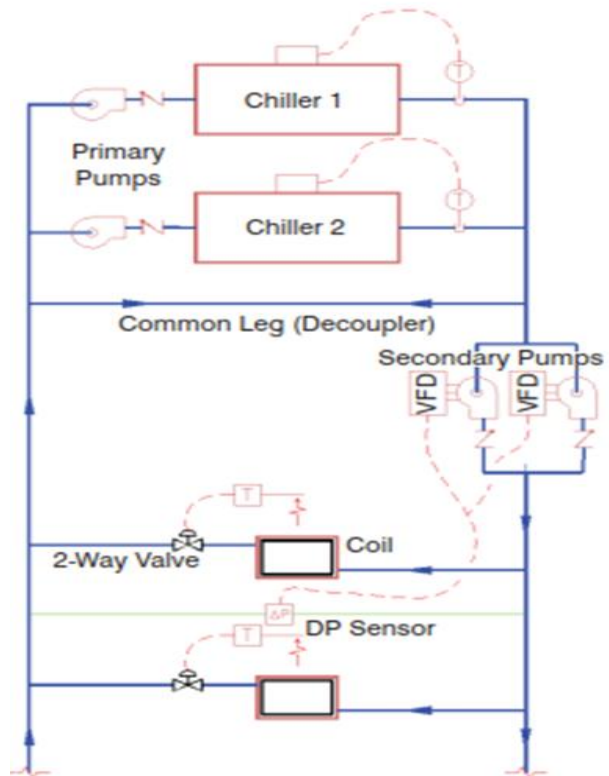 T
Chiller 1
Primary
Pumps
T
Chiller 2
Common Leg (Decoupler)
Secondary Pumps
VFD
VFD
T
2-Way Valve
Coil
ΔP
DP Sensor
T